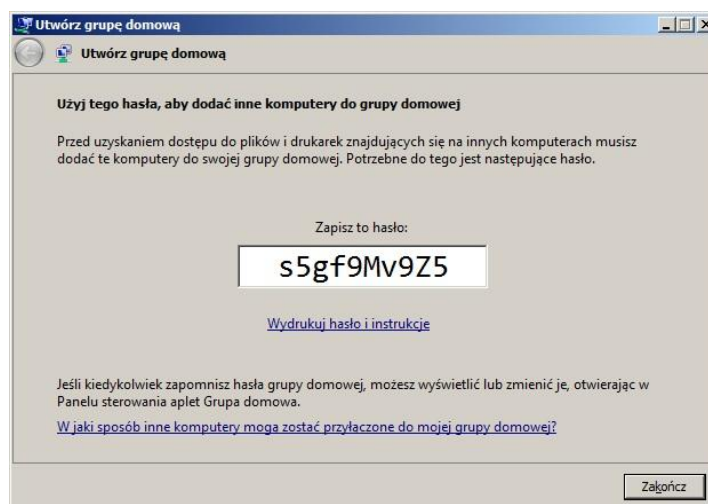 Utwórz grupę domową
Utwórz grupę domową
Użyj tego hasła, aby dodać inne komputery do grupy domowej
Przed uzyskaniem dostępu do plików i drukarek znajdujących się na innych komputerach musisz
dodać te komputery do swojej grupy domowej. Potrzebne do tego jest następujące hasło.
Zapisz to hasło:
s5gf9Mv9Z5
Wydrukuj hasło i instrukcje
Jeśli kiedykolwiek zapomnisz hasła grupy domowej, możesz wyświetlić lub zmienić je, otwierając w
Panelu sterowania aplet Grupa domowa.
W jaki sposób inne komputery mogą zostać przyłączone do mojej grupy domowej?
Zakończ